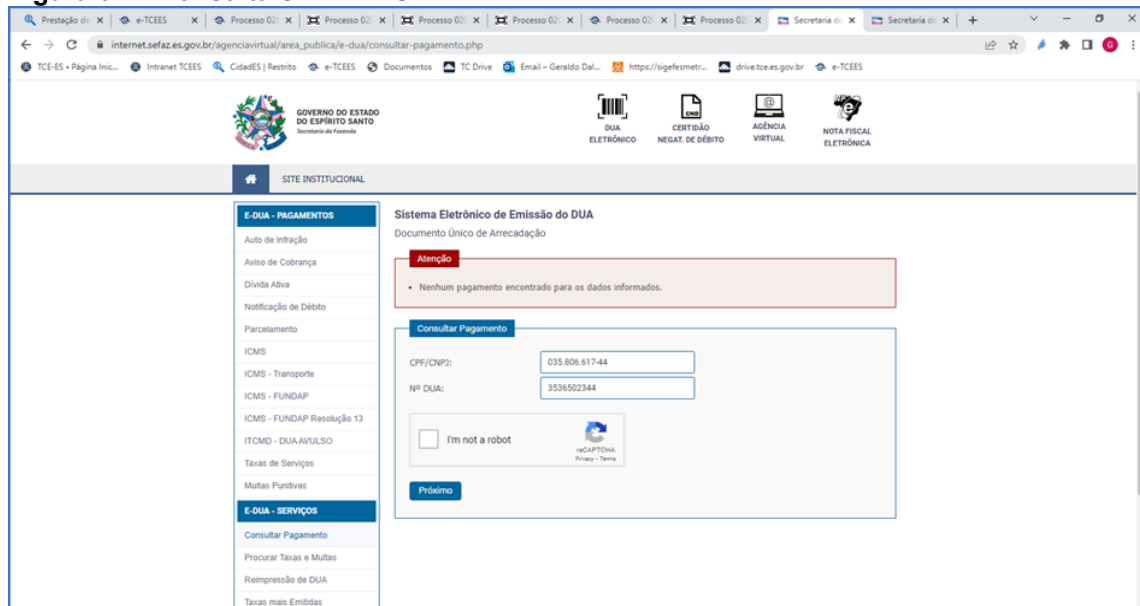 Prestação de
e-TCEES
Processo 02
Processo 02
Processo 02
Processo 02
Processo 02
Processo 02
Secretaria de
Secretaria de
internet.sefaz.es.gov.br/agenciavirtual/area_publica/e-dua/consultar-pagamento.php
G
TCE-ES • Página Inic...
Intranet TCEES
CidadES | Restrito
e-TCEES
Documentos
TC Drive
Email – Geraldo Dal...
https://sigefesmetr...
drive.tce.es.gov.br
e-TCEES
GOVERNO DO ESTADO
DO ESPÍRITO SANTO
Secretaria da Fazenda
DUA
ELETRÔNICO
CND
CERTIDÃO
NEGAT. DE DÉBITO
@
AGÊNCIA
VIRTUAL
NFe
NOTA FISCAL
ELETRÔNICA
SITE INSTITUCIONAL
E-DUA - PAGAMENTOS
Auto de Infração
Aviso de Cobrança
Dívida Ativa
Notificação de Débito
Parcelamento
ICMS
ICMS - Transporte
ICMS - FUNDAP
ICMS - FUNDAP Resolução 13
ITCMD - DUA AVULSO
Taxas de Serviços
Multas Punitivas
E-DUA - SERVIÇOS
Consultar Pagamento
Procurar Taxas e Multas
Reimpressão de DUA
Taxas mais Emitidas
Sistema Eletrônico de Emissão do DUA
Documento Único de Arrecadação
Atenção
• Nenhum pagamento encontrado para os dados informados.
Consultar Pagamento
CPF/CNPJ: 035.806.617-44
Nº DUA: 3536502344
I'm not a robot
reCAPTCHA
Privacy - Terms
Próximo